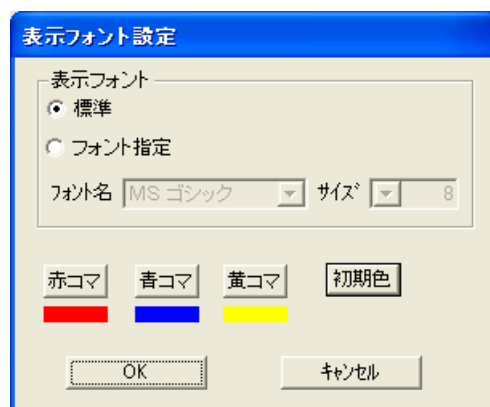 表示フォント設定
表示フォント
標準
フォント指定
ﾌｫﾝﾄ名 MS ゴシック ｻｲｽﾞ 8
赤コマ 青コマ 黄コマ 初期色
OK ｷｬﾝｾﾙ